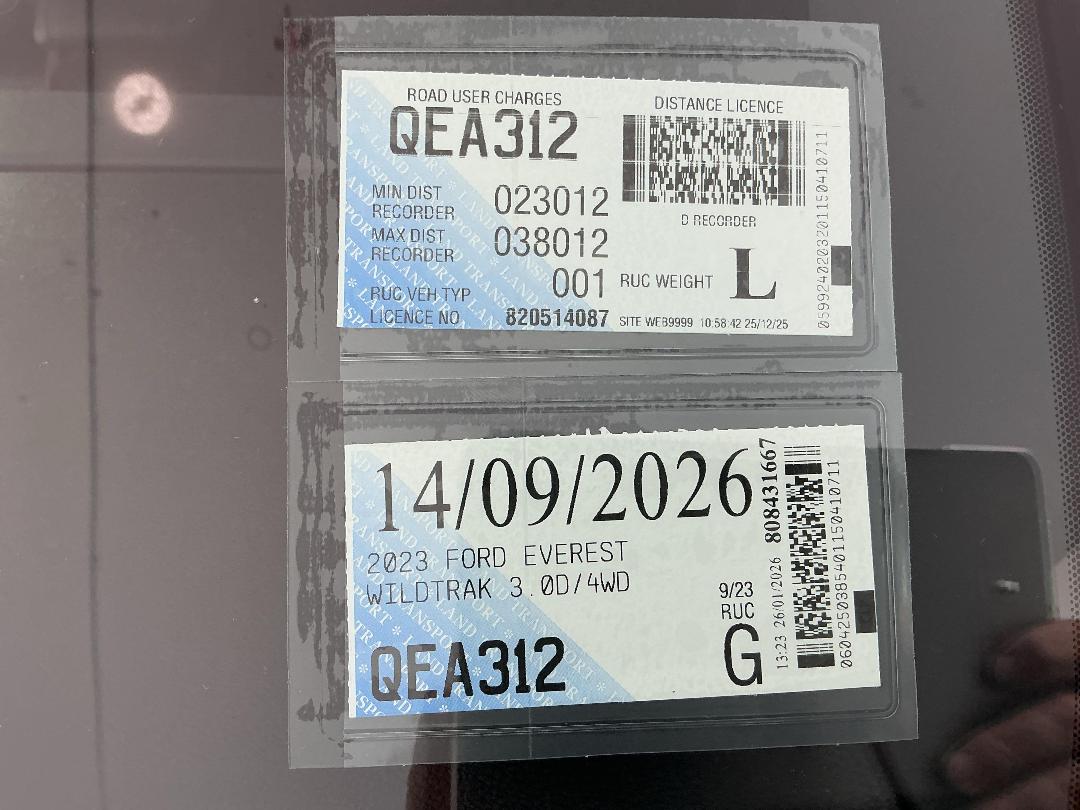 ROAD USER CHARGES
QEA312
DISTANCE LICENCE
MIN DIST
RECORDER 023012
MAX DIST
RECORDER 038012
RUC VEH TYP 001
LICENCE NO 820514087
D RECORDER
RUC WEIGHT L
SITE WEB9999 10:58:42 25/12/25
0599240203201150410711
14/09/2026
2023 FORD EVEREST
WILDTRAK 3.0D/4WD
QEA312
9/23
RUC
G
808431667
13:23 26/01/2026
0604250385401150410711